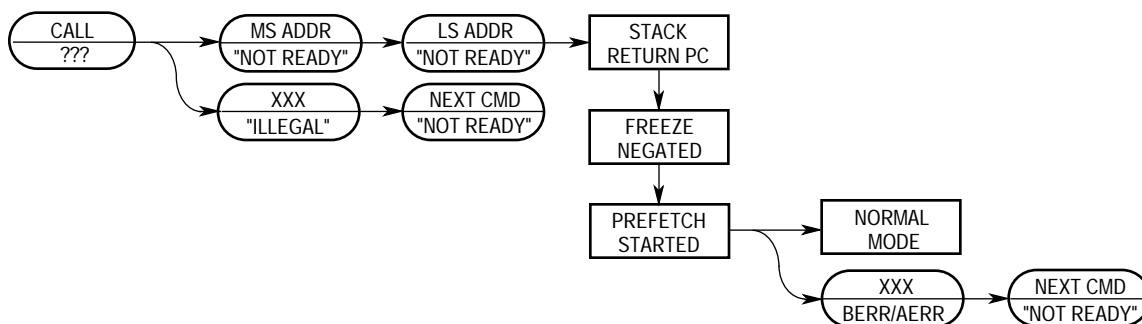 CALL
???
MS ADDR
"NOT READY"
LS ADDR
"NOT READY"
STACK
RETURN PC
XXX
"ILLEGAL"
NEXT CMD
"NOT READY"
FREEZE
NEGATED
PREFETCH
STARTED
NORMAL
MODE
XXX
BERR/AERR
NEXT CMD
"NOT READY"